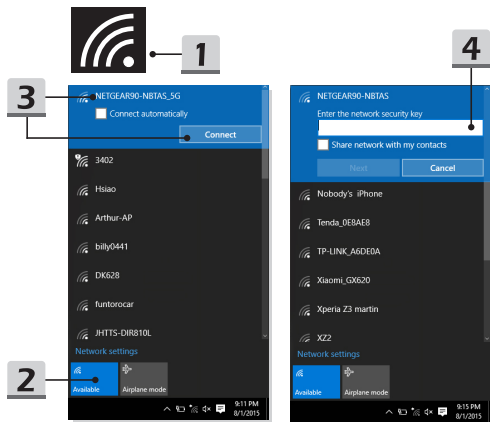 1
3
NETGEAR90-NBTAS_5G
Connect automatically
Connect
3402
Hsiao
Arthur-AP
billy0441
DK628
funtorocar
JHTTS-DIR810L
Network settings
2
Available
Airplane mode
9:11 PM
8/1/2015
4
NETGEAR90-NBTAS
Enter the network security key
Share network with my contacts
Next
Cancel
Nobody's iPhone
Tenda_0E8AE8
TP-LINK_A6DE0A
Xiaomi_GX620
Xperia Z3 martin
XZ2
Network settings
Available
Airplane mode
9:15 PM
8/1/2015